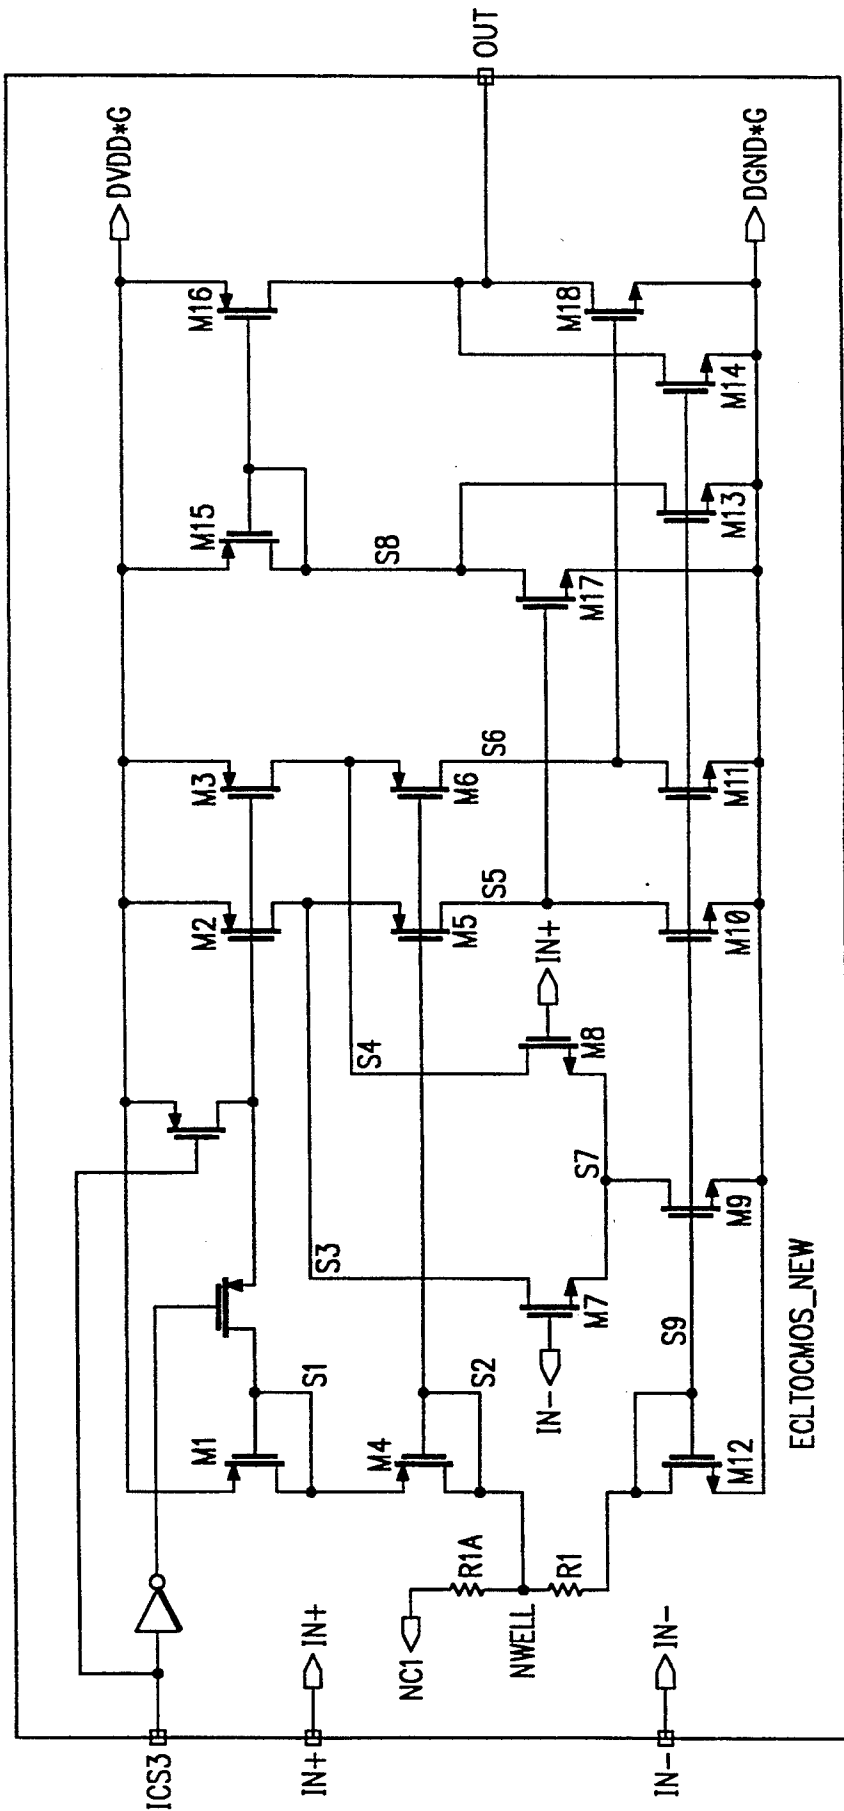 ICS3
IN+
IN+
IN-
IN-
NC1
R1A
NWELL
R1
M1
S1
M4
S2
M12
S9
M7
IN-
S3
S7
M9
M8
IN+
S4
M2
M5
S5
M10
M3
M6
S6
M11
M15
S8
M17
M13
M16
M18
M14
DVDD*G
DGND*G
OUT
ECLTOCMOS_NEW